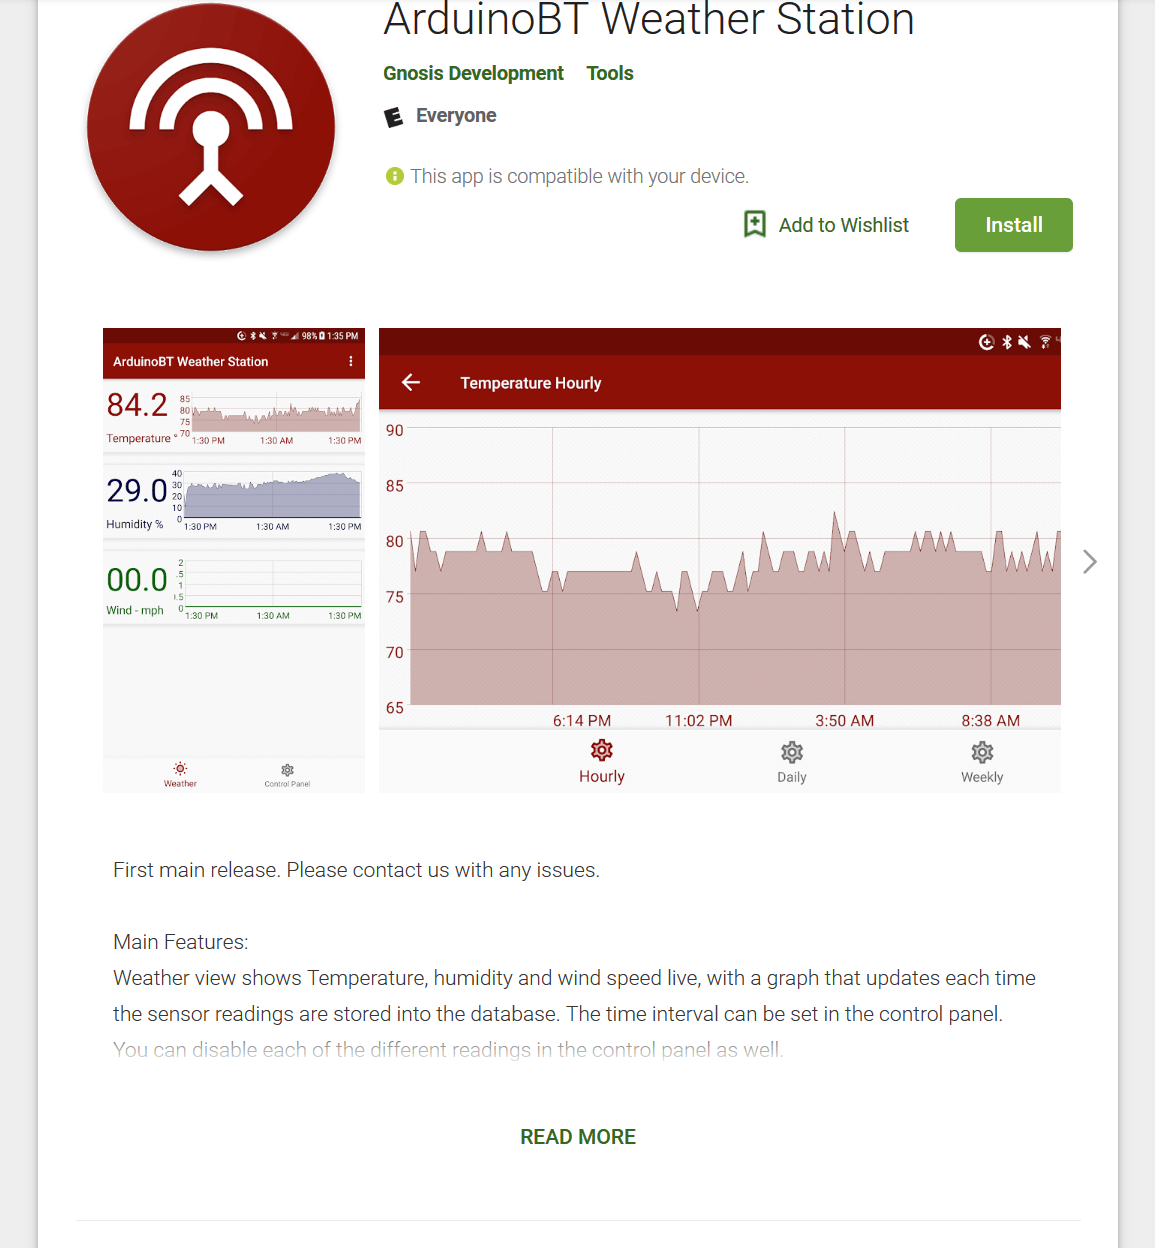 ArduinoBT Weather Station
Gnosis Development Tools
E Everyone
This app is compatible with your device.
Add to Wishlist
Install
98% 1:35 PM
ArduinoBT Weather Station
84.2
Temperature °
85
80
75
70
1:30 PM 1:30 AM 1:30 PM
29.0
Humidity %
40
30
20
10
0
1:30 PM 1:30 AM 1:30 PM
00.0
Wind - mph
2
.5
1
.5
0
1:30 PM 1:30 AM 1:30 PM
Weather Control Panel
Temperature Hourly
90
85
80
75
70
65
6:14 PM 11:02 PM 3:50 AM 8:38 AM
Hourly Daily Weekly
First main release. Please contact us with any issues.
Main Features:
Weather view shows Temperature, humidity and wind speed live, with a graph that updates each time
the sensor readings are stored into the database. The time interval can be set in the control panel.
You can disable each of the different readings in the control panel as well.
READ MORE